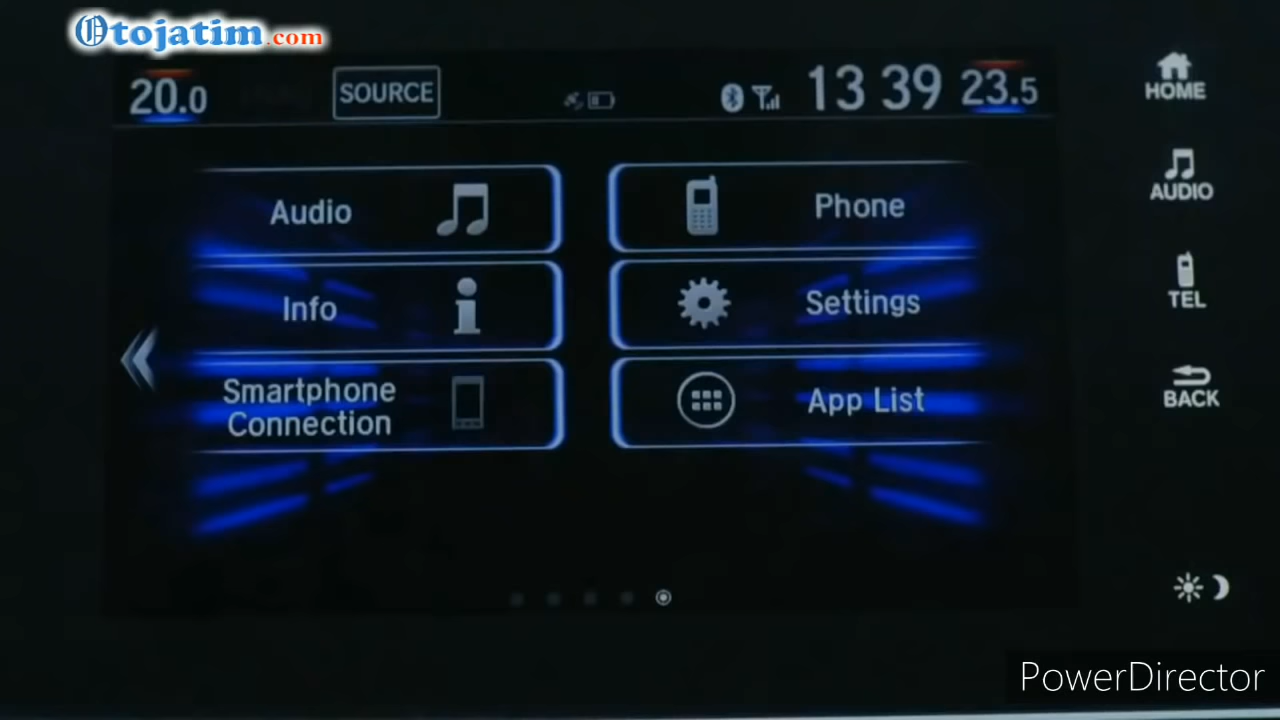 Otojatim.com
20.0
SOURCE
13 39
23.5
HOME
Audio
Phone
AUDIO
Info
Settings
TEL
Smartphone
Connection
App List
BACK
PowerDirector